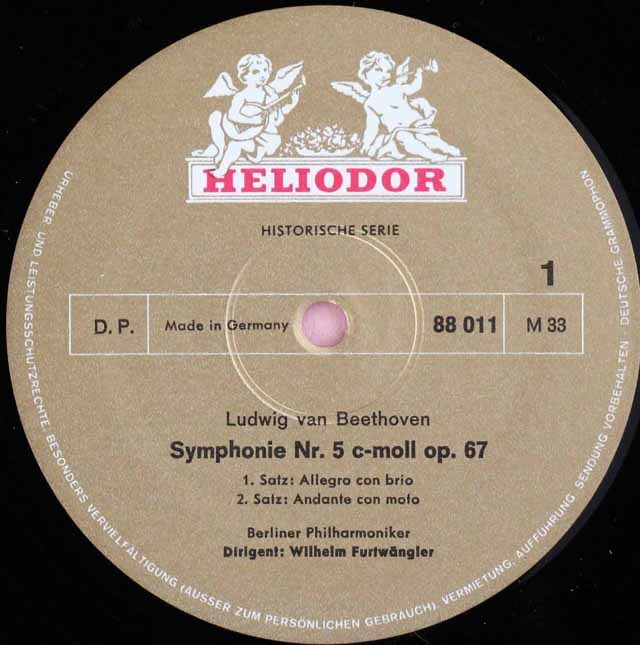 HELIODOR
HISTORISCHE SERIE
1
D.P.
Made in Germany
88 011
M 33
Ludwig van Beethoven
Symphonie Nr. 5 c-moll op. 67
1. Satz: Allegro con brio
2. Satz: Andante con moto
Berliner Philharmoniker
Dirigent: Wilhelm Furtwängler
URHEBER- UND LEISTUNGSSCHUTZRECHTE, BESONDERS VERVIELFÄLTIGUNG (AUSSER ZUM PERSÖNLICHEN GEBRAUCH), VERMIETUNG, AUFFÜHRUNG, SENDUNG VORBEHALTEN · DEUTSCHE GRAMMOPHON